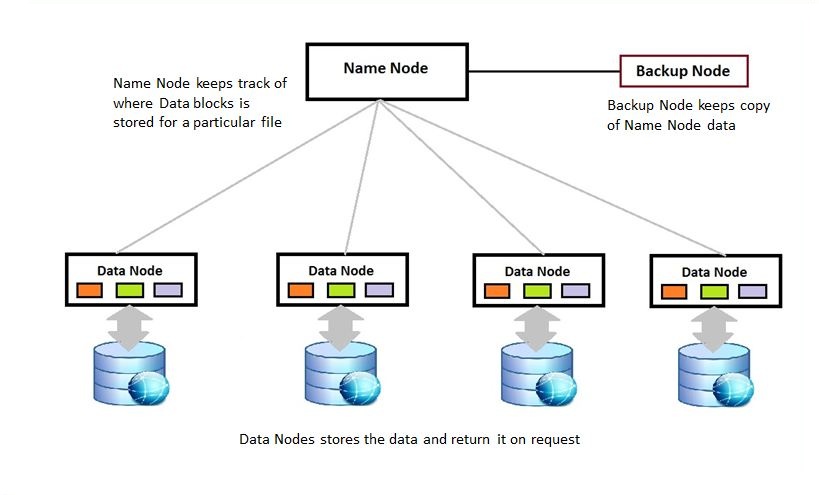 Name Node
Backup Node
Name Node keeps track of
where Data blocks is
stored for a particular file
Backup Node keeps copy
of Name Node data
Data Node
Data Node
Data Node
Data Node
Data Nodes stores the data and return it on request